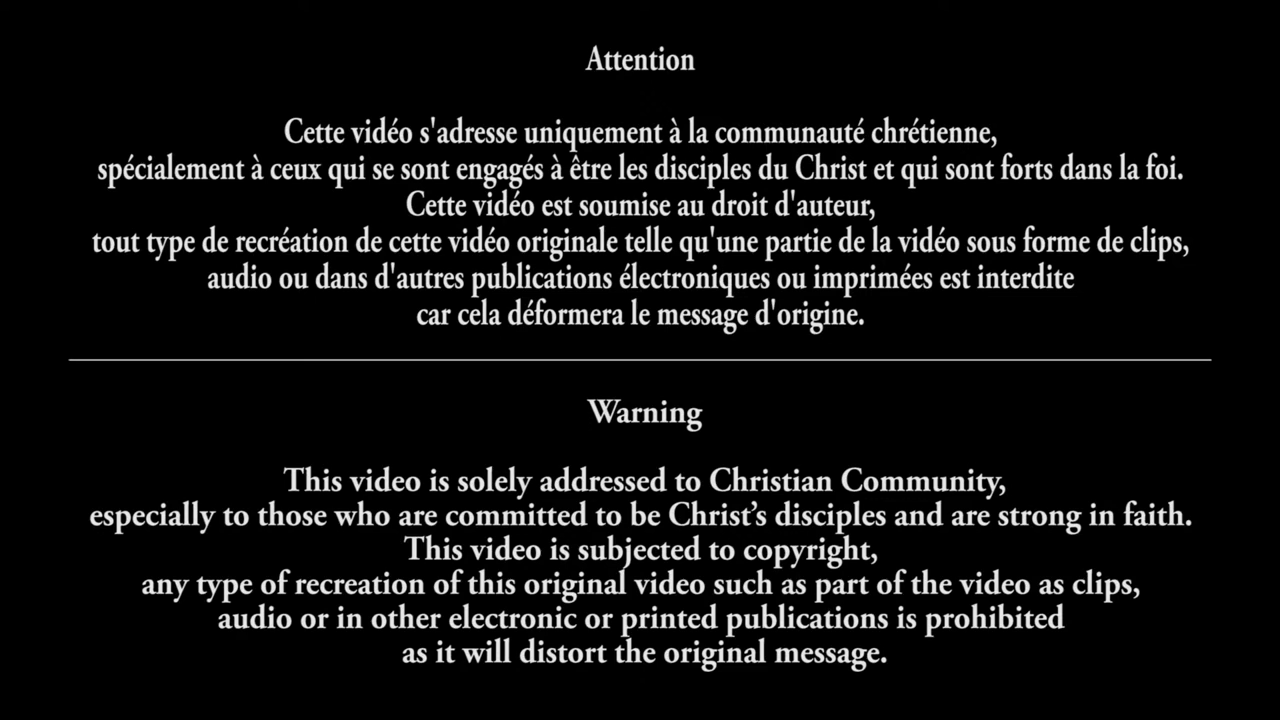 Attention
Cette vidéo s'adresse uniquement à la communauté chrétienne,
spécialement à ceux qui se sont engagés à être les disciples du Christ et qui sont forts dans la foi.
Cette vidéo est soumise au droit d'auteur,
tout type de recréation de cette vidéo originale telle qu'une partie de la vidéo sous forme de clips,
audio ou dans d'autres publications électroniques ou imprimées est interdite
car cela déformera le message d'origine.
Warning
This video is solely addressed to Christian Community,
especially to those who are committed to be Christ’s disciples and are strong in faith.
This video is subjected to copyright,
any type of recreation of this original video such as part of the video as clips,
audio or in other electronic or printed publications is prohibited
as it will distort the original message.